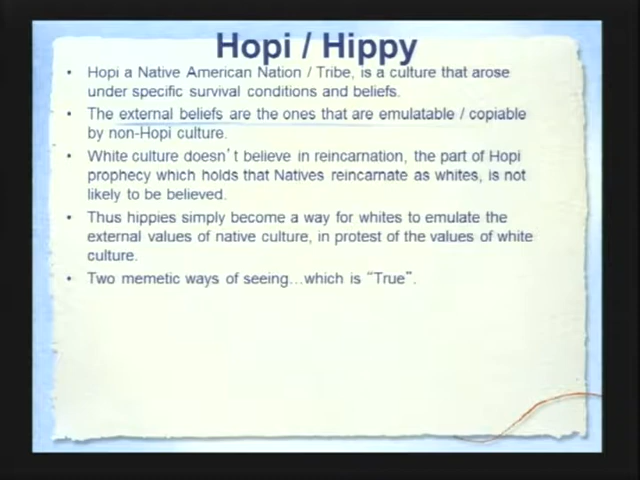 Hopi / Hippy
• Hopi a Native American Nation / Tribe, is a culture that arose
under specific survival conditions and beliefs.
• The external beliefs are the ones that are emulatable / copiable
by non-Hopi culture.
• White culture doesn't believe in reincarnation, the part of Hopi
prophecy which holds that Natives reincarnate as whites, is not
likely to be believed.
• Thus hippies simply become a way for whites to emulate the
external values of native culture, in protest of the values of white
culture.
• Two memetic ways of seeing…which is “True”.